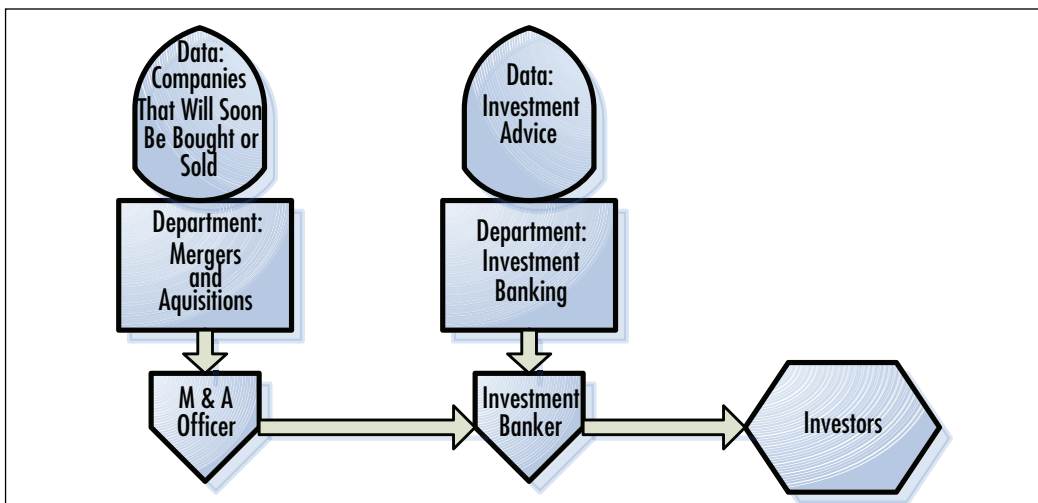 Data:
Companies
That Will Soon
Be Bought or
Sold
Data:
Investment
Advice
Department:
Mergers
and
Aquisitions
Department:
Investment
Banking
M & A
Officer
Investment
Banker
Investors